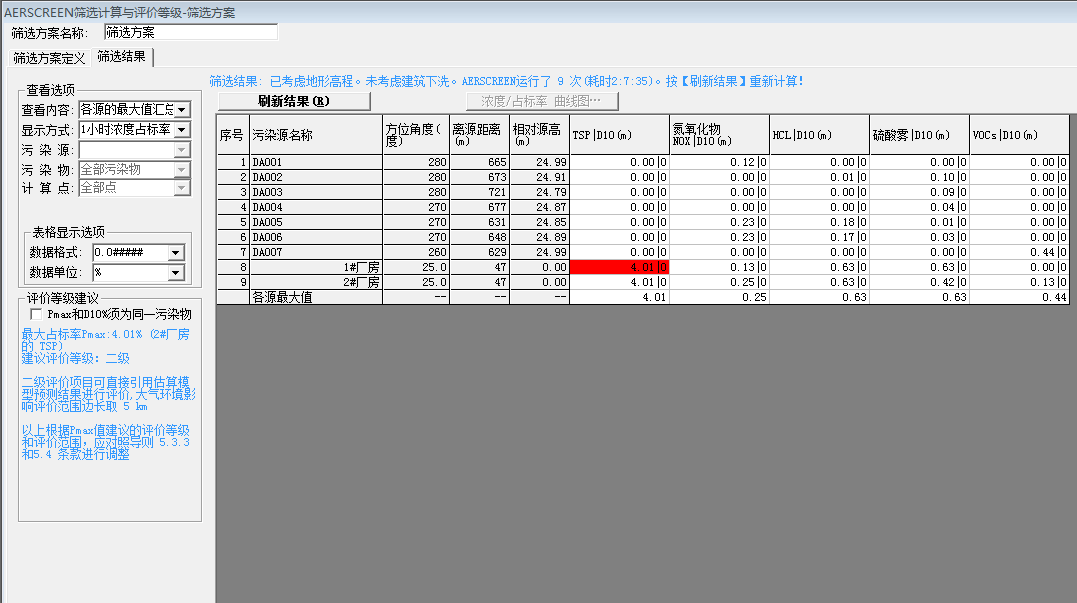 AERSCREEN筛选计算与评价等级-筛选方案
筛选方案名称: 筛选方案
筛选方案定义 筛选结果
筛选结果: 已考虑地形高程。未考虑建筑下洗。AERSCREEN运行了 9 次(耗时2:7:35)。按【刷新结果】重新计算!
刷新结果(R) 浓度/占标率 曲线图…
查看选项
查看内容: 各源的最大值汇总
显示方式: 1小时浓度占标率
污 染 源:
污 染 物: 全部污染物
计 算 点: 全部点
表格显示选项
数据格式: 0.0#####
数据单位: %
评价等级建议
Pmax和D10%须为同一污染物
最大占标率Pmax:4.01% (2#厂房
的 TSP)
建议评价等级: 二级
二级评价项目可直接引用估算模
型预测结果进行评价,大气环境影
响评价范围边长取 5 km
以上根据Pmax值建议的评价等级
和评价范围,应对照导则 5.3.3
和5.4 条款进行调整
序号 污染源名称 方位角度(度) 离源距离(m) 相对源高(m) TSP|D10(m) 氮氧化物NOX|D10(m) HCL|D10(m) 硫酸雾|D10(m) VOCs|D10(m)
1 DA001 280 665 24.99 0.00|0 0.12|0 0.00|0 0.00|0 0.00|0
2 DA002 280 673 24.91 0.00|0 0.00|0 0.01|0 0.10|0 0.00|0
3 DA003 280 721 24.79 0.00|0 0.00|0 0.00|0 0.09|0 0.00|0
4 DA004 270 677 24.87 0.00|0 0.00|0 0.00|0 0.04|0 0.00|0
5 DA005 270 631 24.85 0.00|0 0.23|0 0.18|0 0.01|0 0.00|0
6 DA006 270 648 24.89 0.00|0 0.23|0 0.17|0 0.03|0 0.00|0
7 DA007 260 629 24.99 0.00|0 0.00|0 0.00|0 0.00|0 0.44|0
8 1#厂房 25.0 47 0.00 4.01|0 0.13|0 0.63|0 0.63|0 0.00|0
9 2#厂房 25.0 47 0.00 4.01|0 0.25|0 0.63|0 0.42|0 0.13|0
各源最大值 -- -- -- 4.01 0.25 0.63 0.63 0.44